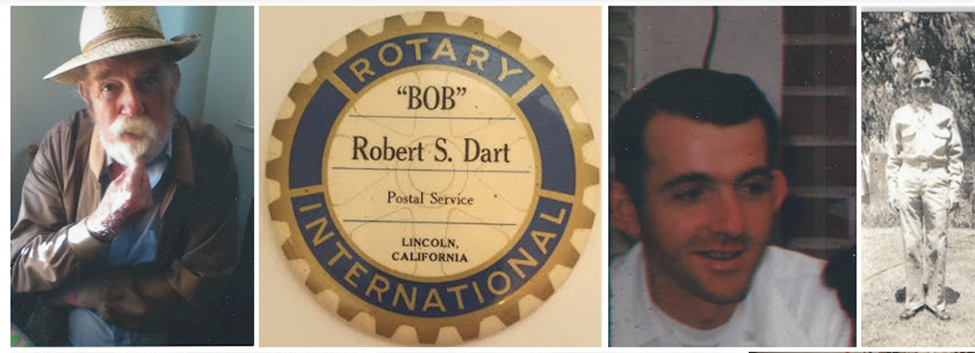 ROTARY
"BOB"
Robert S. Dart
Postal Service
LINCOLN,
CALIFORNIA
INTERNATIONAL